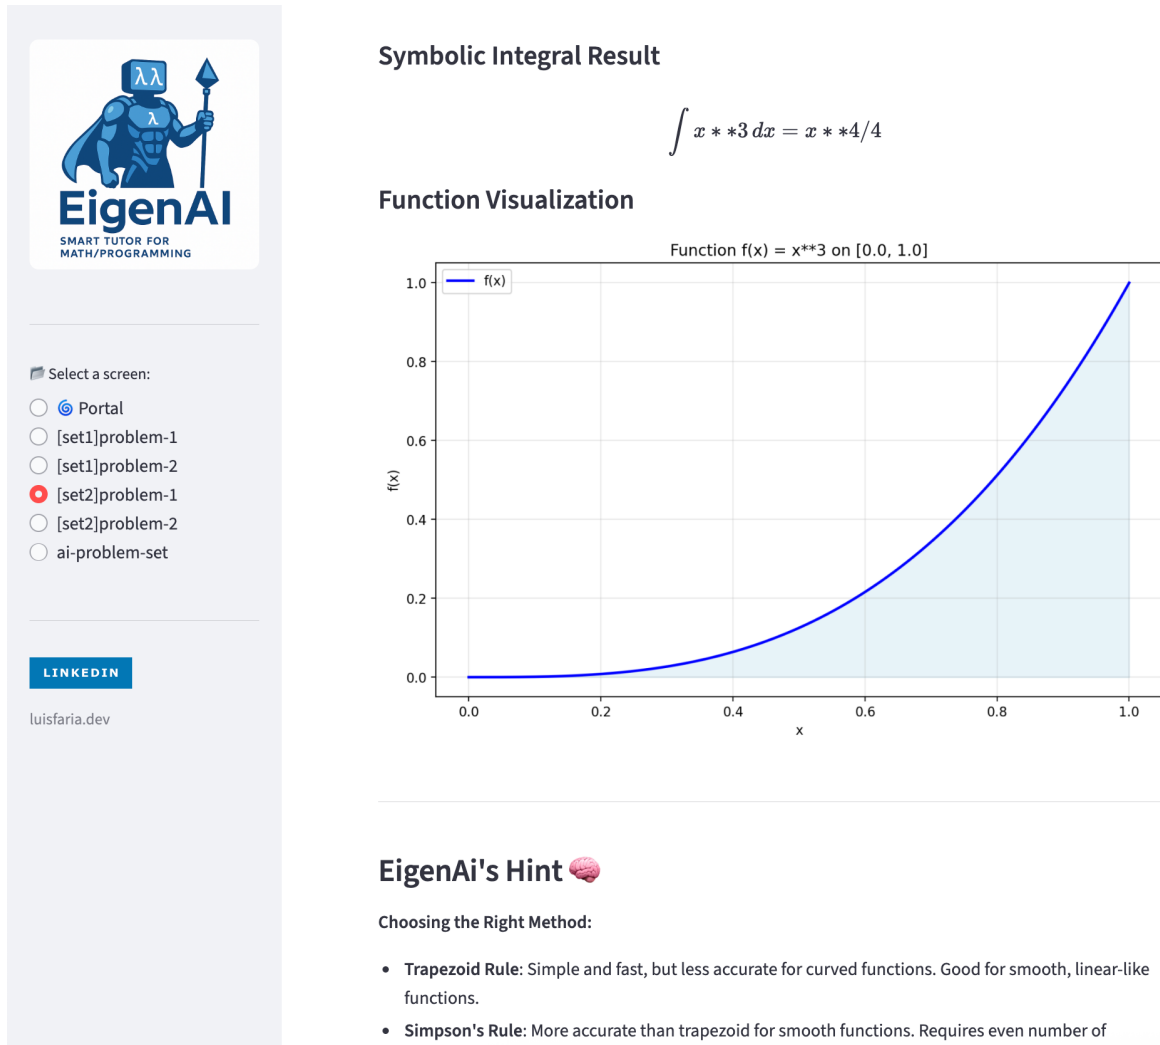 λλ
λ
EigenAI
SMART TUTOR FOR
MATH/PROGRAMMING
Select a screen:
Portal
[set1]problem-1
[set1]problem-2
[set2]problem-1
[set2]problem-2
ai-problem-set
LINKEDIN
luisfaria.dev
Symbolic Integral Result
∫ x * *3 dx = x * *4/4
Function Visualization
Function f(x) = x**3 on [0.0, 1.0]
f(x)
1.0
0.8
0.6
0.4
0.2
0.0
f(x)
0.0 0.2 0.4 0.6 0.8 1.0
x
EigenAi's Hint 🧠
Choosing the Right Method:
• Trapezoid Rule: Simple and fast, but less accurate for curved functions. Good for smooth, linear-like
functions.
• Simpson's Rule: More accurate than trapezoid for smooth functions. Requires even number of